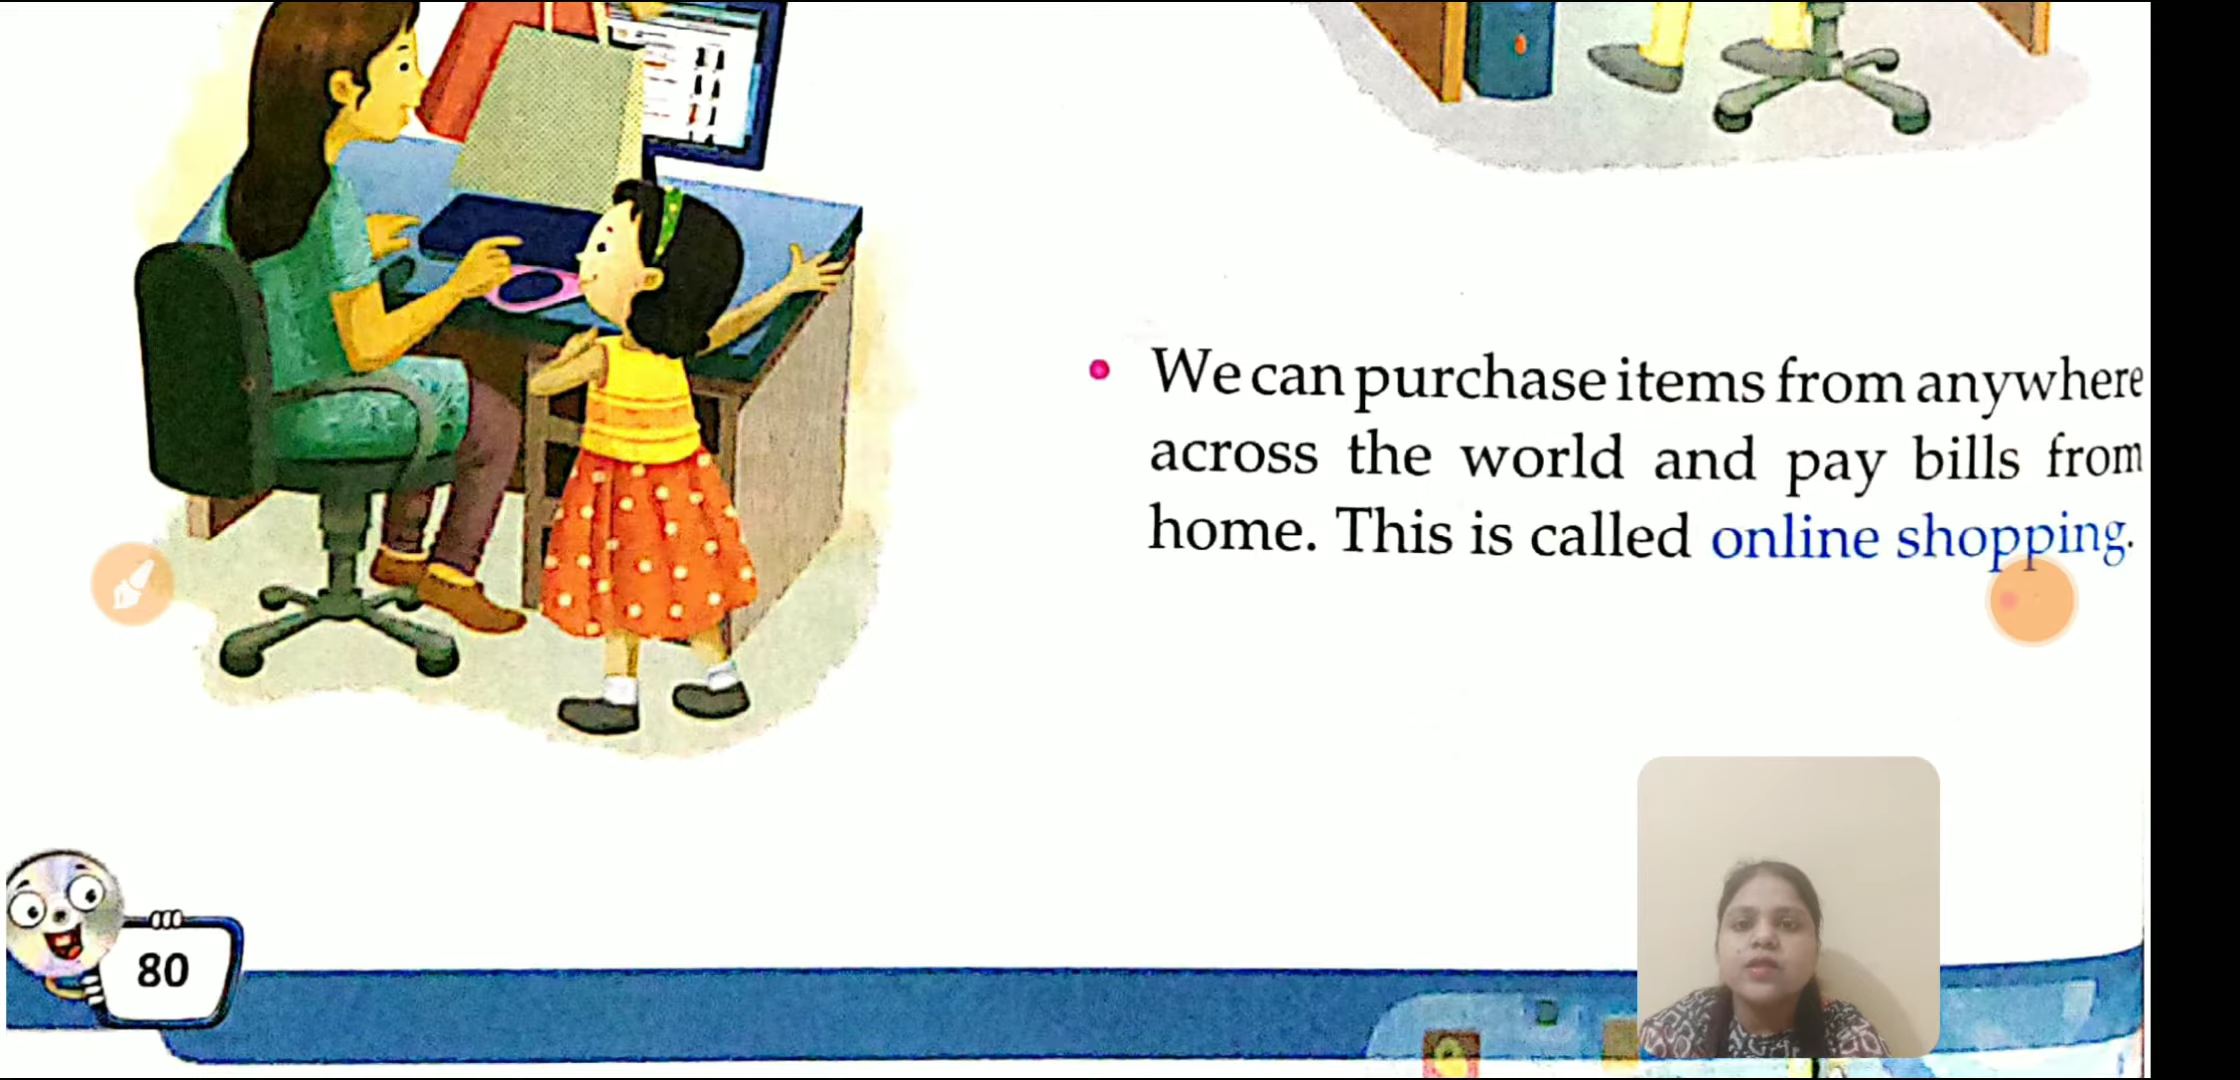 We can purchase items from anywhere
across the world and pay bills from
home. This is called online shopping.
80